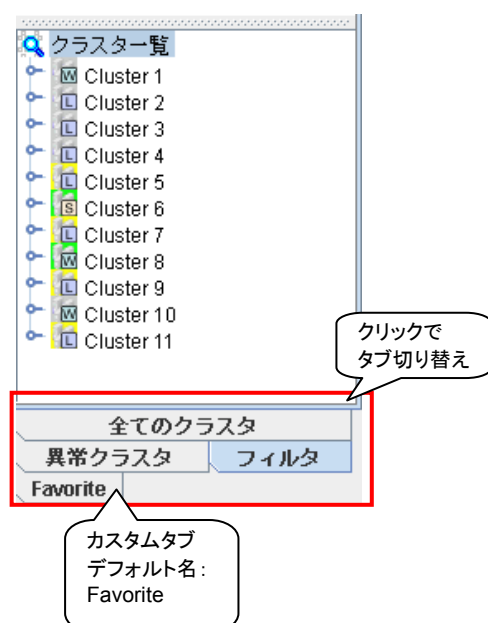 クラスター覧
Cluster 1
Cluster 2
Cluster 3
Cluster 4
Cluster 5
Cluster 6
Cluster 7
Cluster 8
Cluster 9
Cluster 10
Cluster 11
クリックで
タブ切り替え
全てのクラスタ
異常クラスタ
フィルタ
Favorite
カスタムタブ
デフォルト名:
Favorite